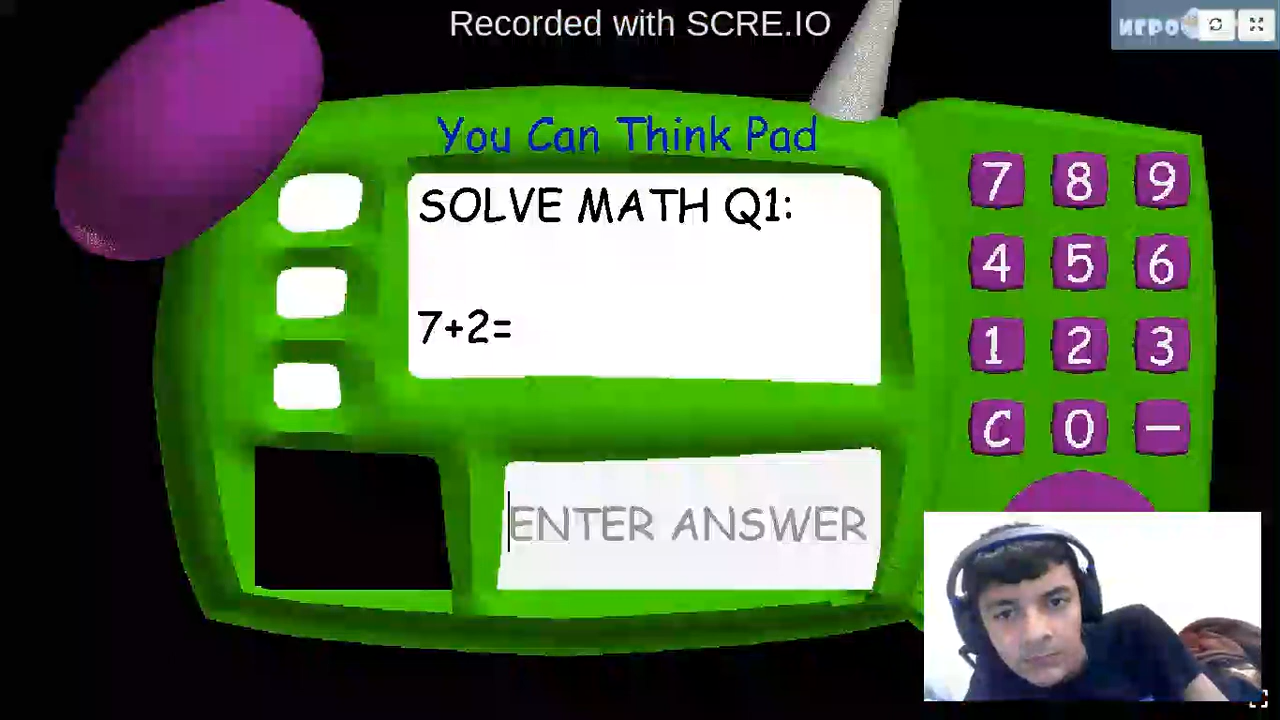 Recorded with SCRE.IO
ИГРО
You Can Think Pad
SOLVE MATH Q1:
7+2=
ENTER ANSWER
7 8 9
4 5 6
1 2 3
C 0 –